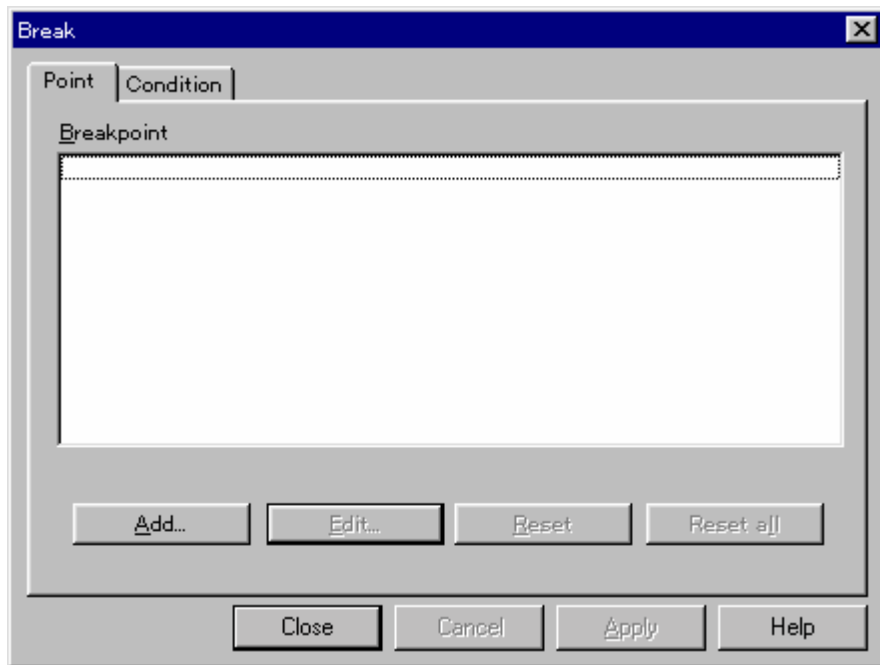 Break
Point Condition
Breakpoint
Add... Edit... Reset Reset all
Close Cancel Apply Help